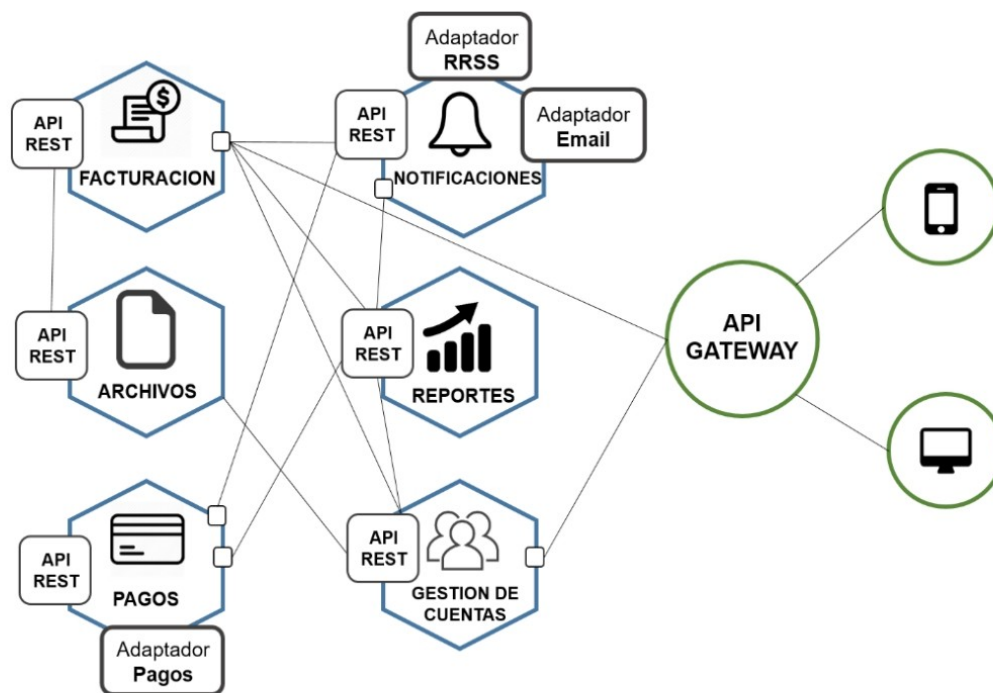 Adaptador
RRSS
API
REST
$
FACTURACION
API
REST
Adaptador
Email
NOTIFICACIONES
API
REST
ARCHIVOS
API
REST
REPORTES
API
GATEWAY
API
REST
PAGOS
Adaptador
Pagos
API
REST
GESTION DE
CUENTAS